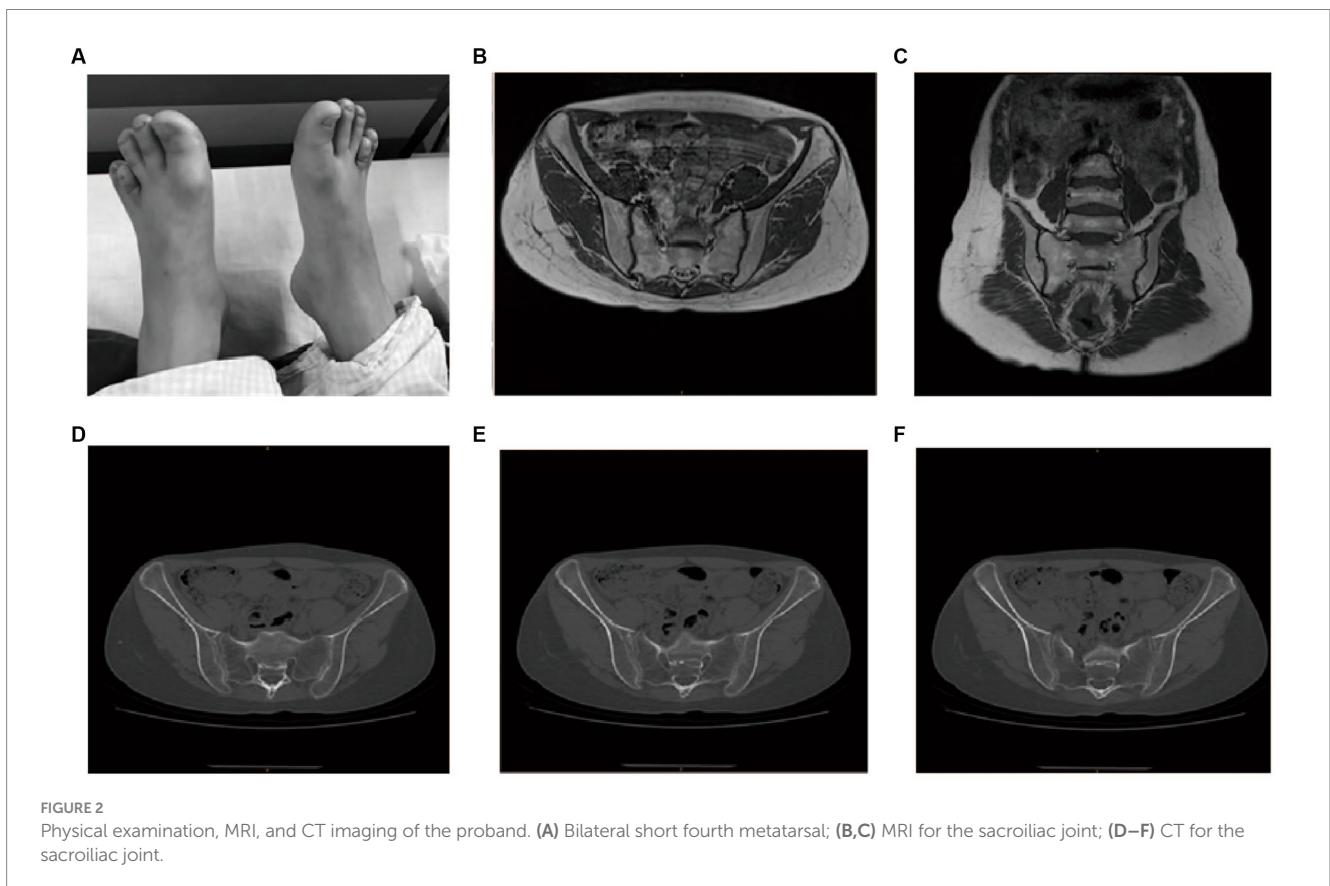 A
B
C
D
E
F
FIGURE 2
Physical examination, MRI, and CT imaging of the proband. (A) Bilateral short fourth metatarsal; (B,C) MRI for the sacroiliac joint; (D–F) CT for the
sacroiliac joint.